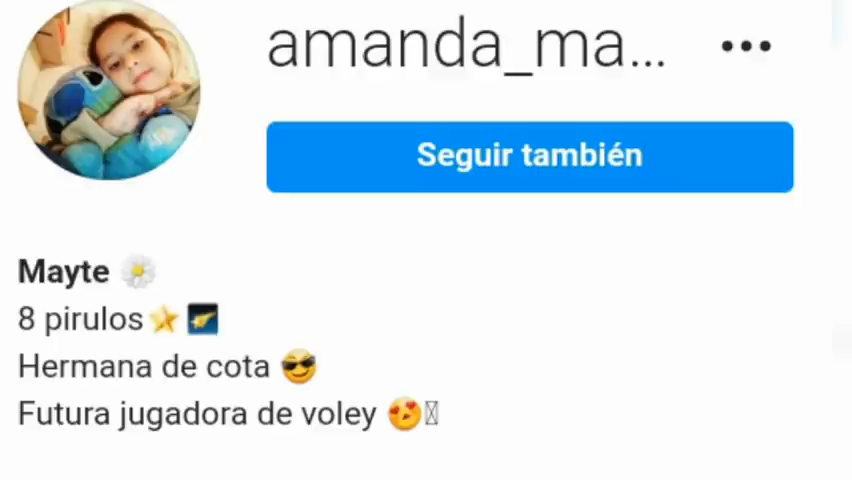 amanda_ma...
Seguir también
Mayte 🌼
8 pirulos⭐🌠
Hermana de cota 😎
Futura jugadora de voley 😍